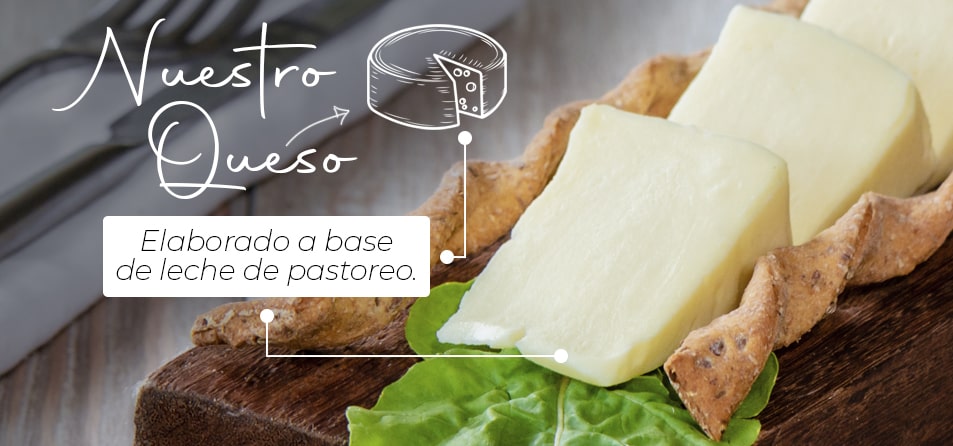 Nuestro
Queso
Elaborado a base
de leche de pastoreo.